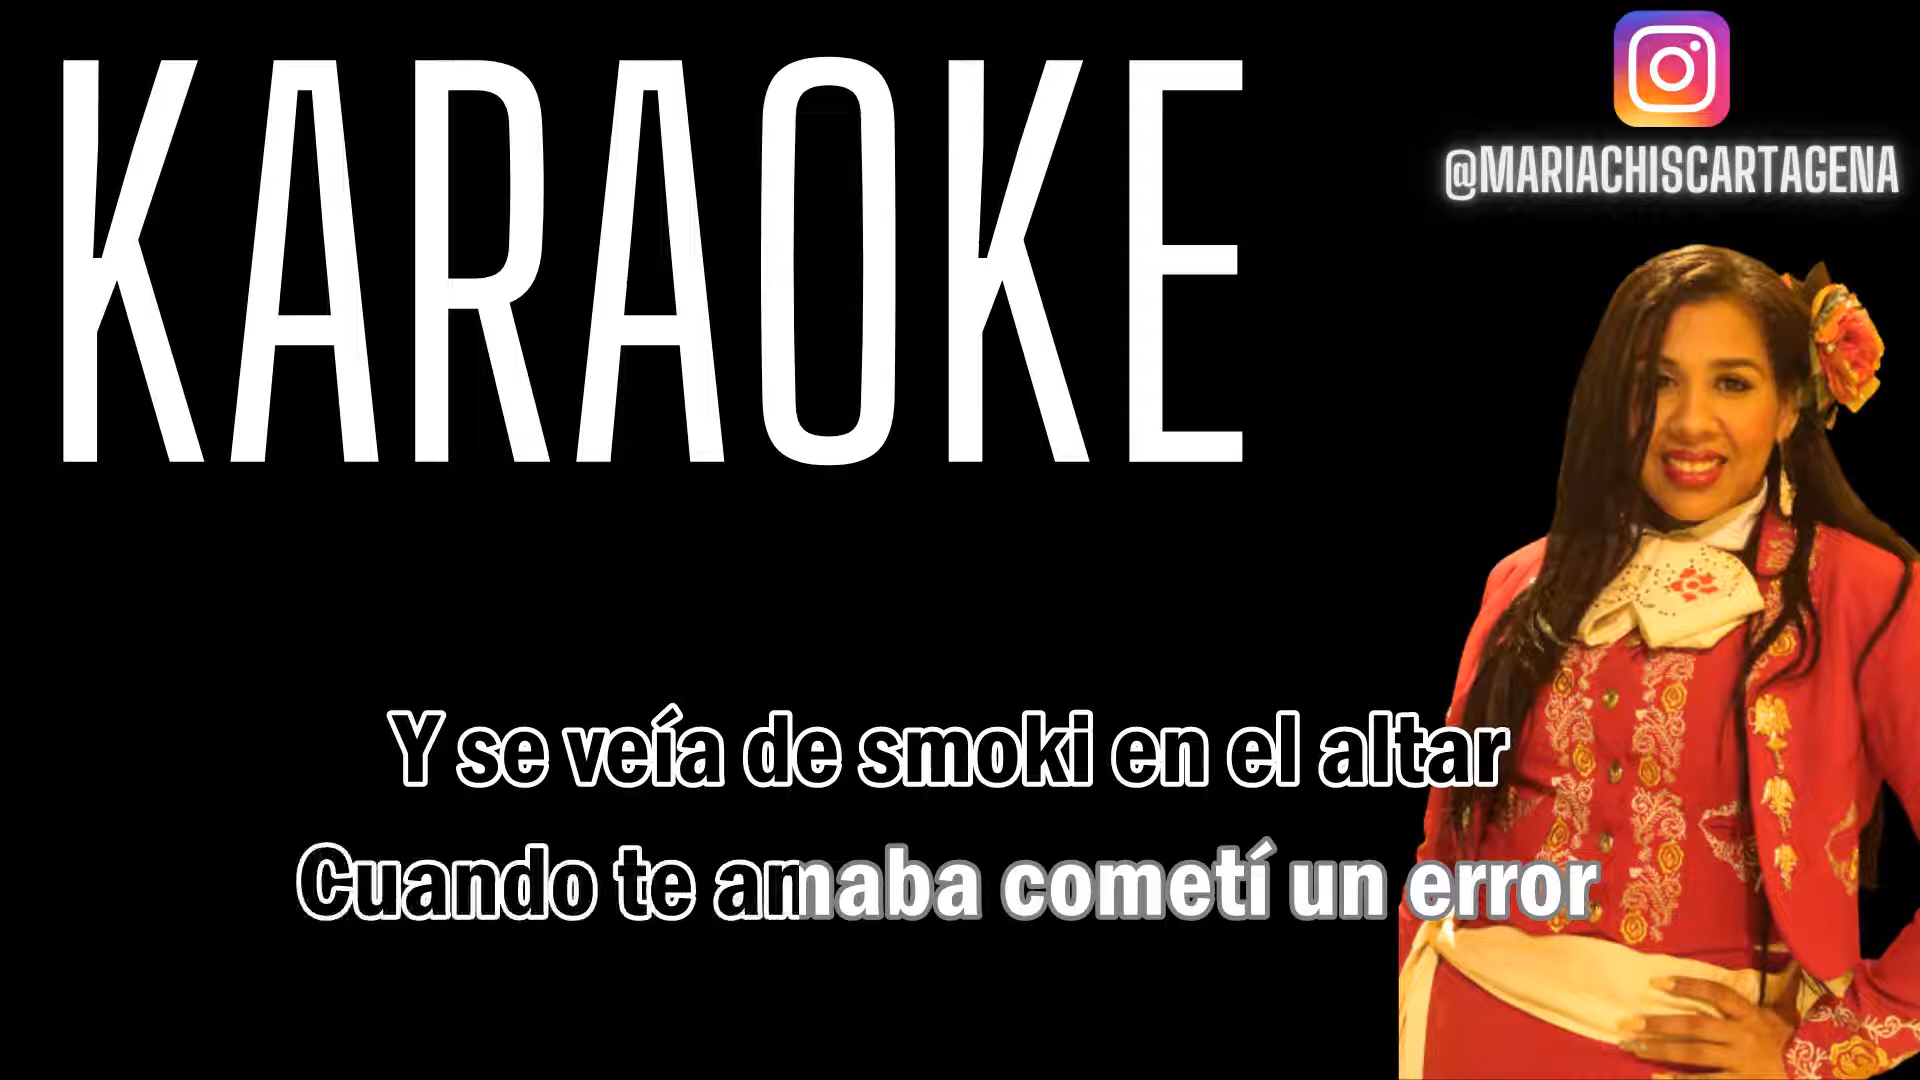 KARAOKE
@MARIACHISCARTAGENA
Y se veía de smoki en el altar
Cuando te amaba cometí un error